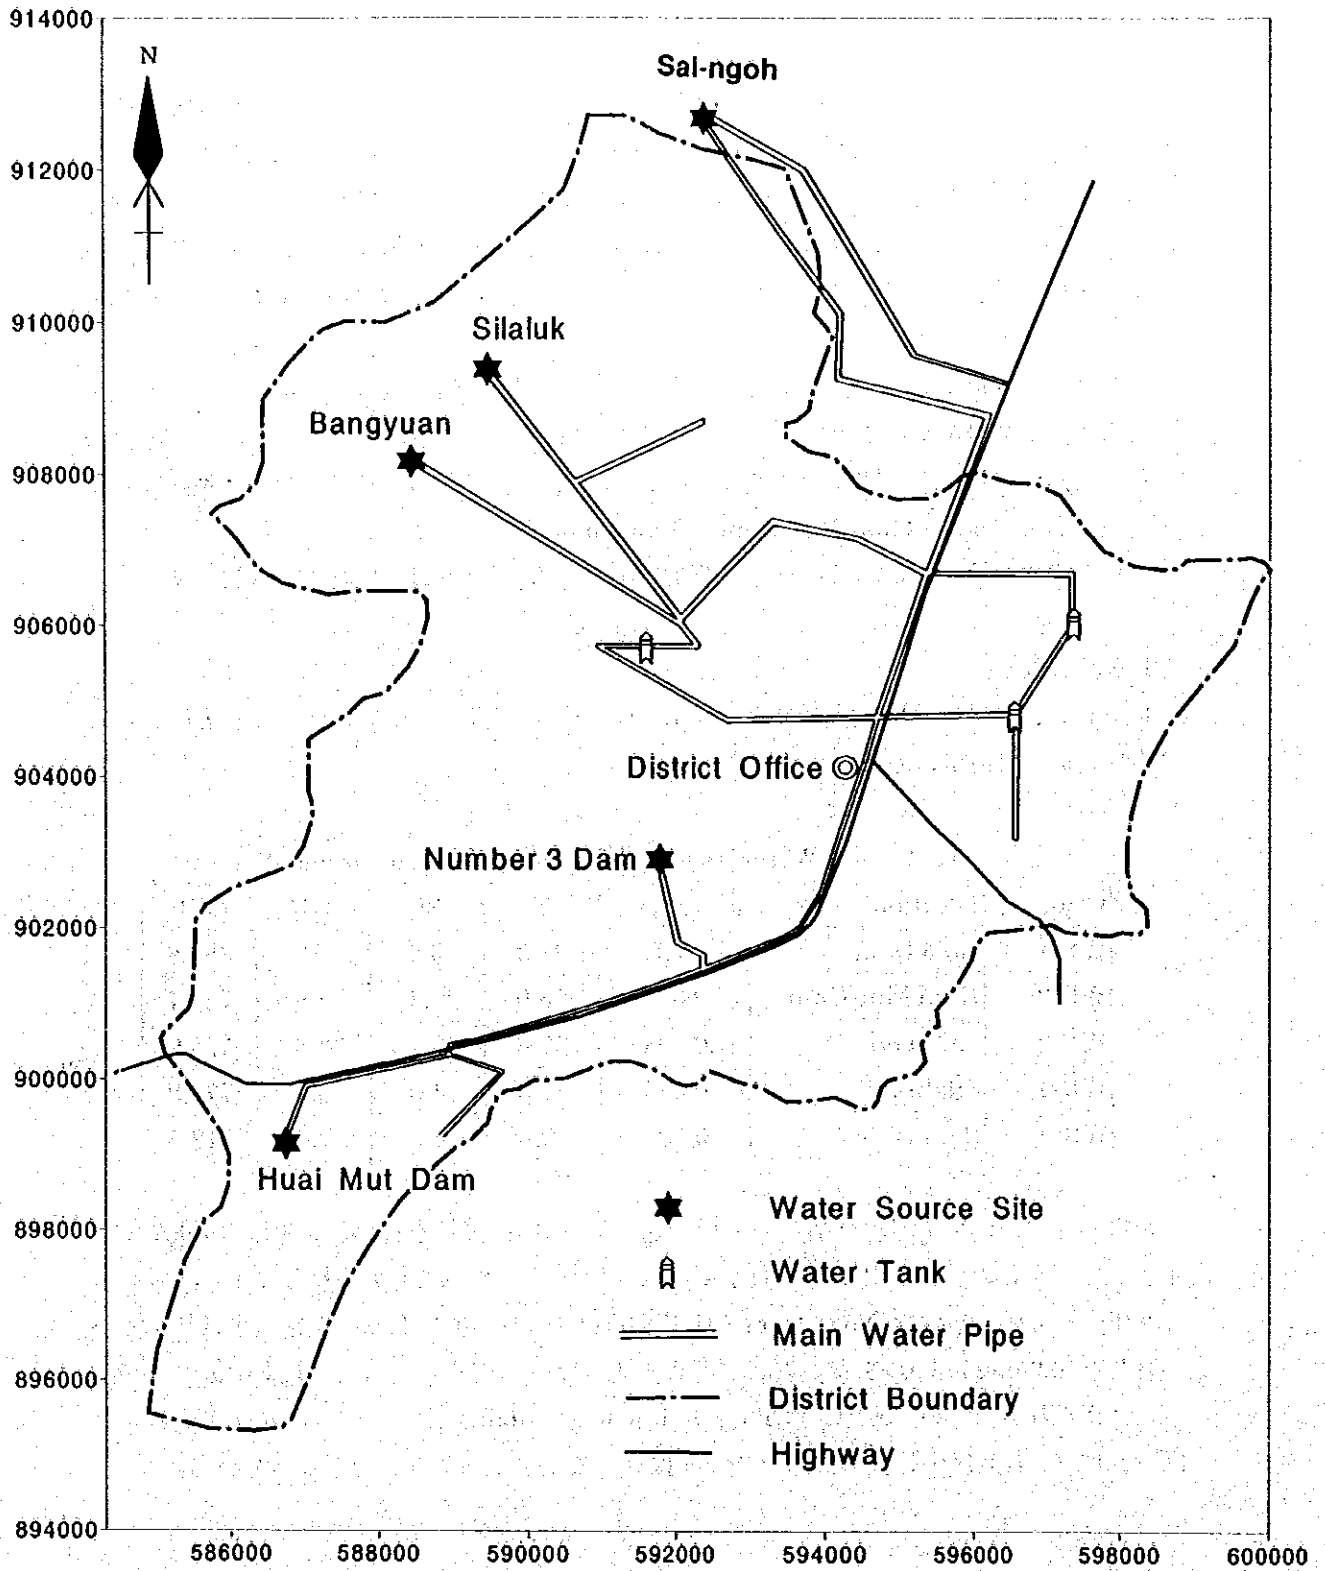 914000
N
Sal-ngoh
912000
910000
Silaluk
Bangyuan
908000
906000
District Office
904000
Number 3 Dam
902000
900000
Huai Mut Dam
Water Source Site
898000
Water Tank
Main Water Pipe
896000
District Boundary
Highway
894000
586000 588000 590000 592000 594000 596000 598000 600000